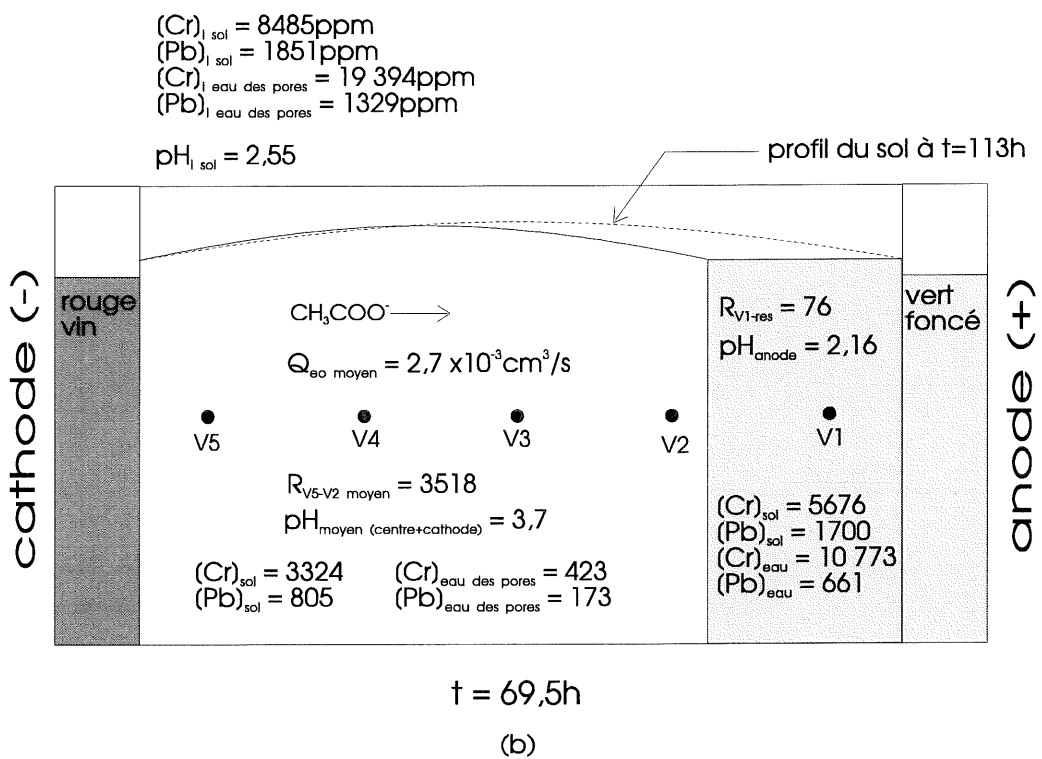 (Cr)I sol = 8485ppm
(Pb)I sol = 1851ppm
(Cr)I eau des pores = 19 394ppm
(Pb)I eau des pores = 1329ppm
pHI sol = 2,55
profil du sol à t=113h
cathode (-)
rouge
vin
CH3COO-
Qeo moyen = 2,7 x10-3cm3/s
V5
V4
V3
V2
V1
RV5-V2 moyen = 3518
pHmoyen (centre+cathode) = 3,7
(Cr)sol = 3324
(Pb)sol = 805
(Cr)eau des pores = 423
(Pb)eau des pores = 173
RV1-res = 76
pHanode = 2,16
(Cr)sol = 5676
(Pb)sol = 1700
(Cr)eau = 10 773
(Pb)eau = 661
vert
foncé
anode (+)
t = 69,5h
(b)